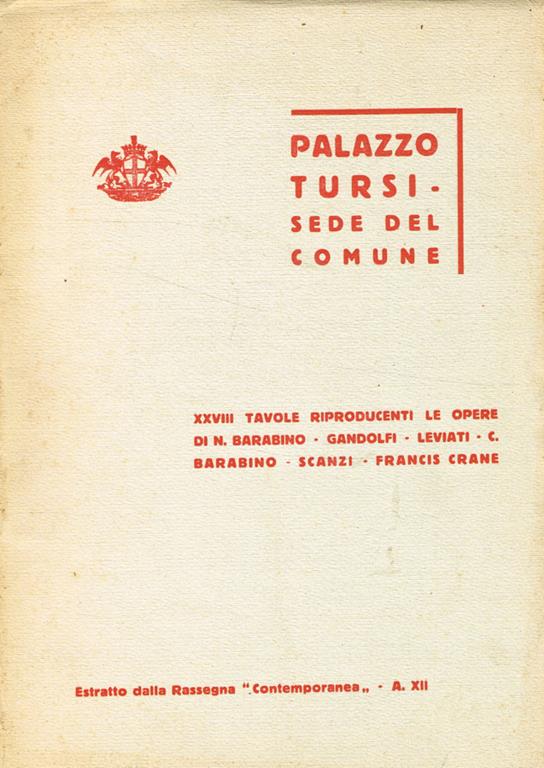 PALAZZO
TURSI -
SEDE DEL
COMUNE
XXVIII TAVOLE RIPRODUCENTI LE OPERE
DI N. BARABINO - GANDOLFI - LEVIATI - C.
BARABINO - SCANZI - FRANCIS CRANE
Estratto dalla Rassegna "Contemporanea„ - A. XII